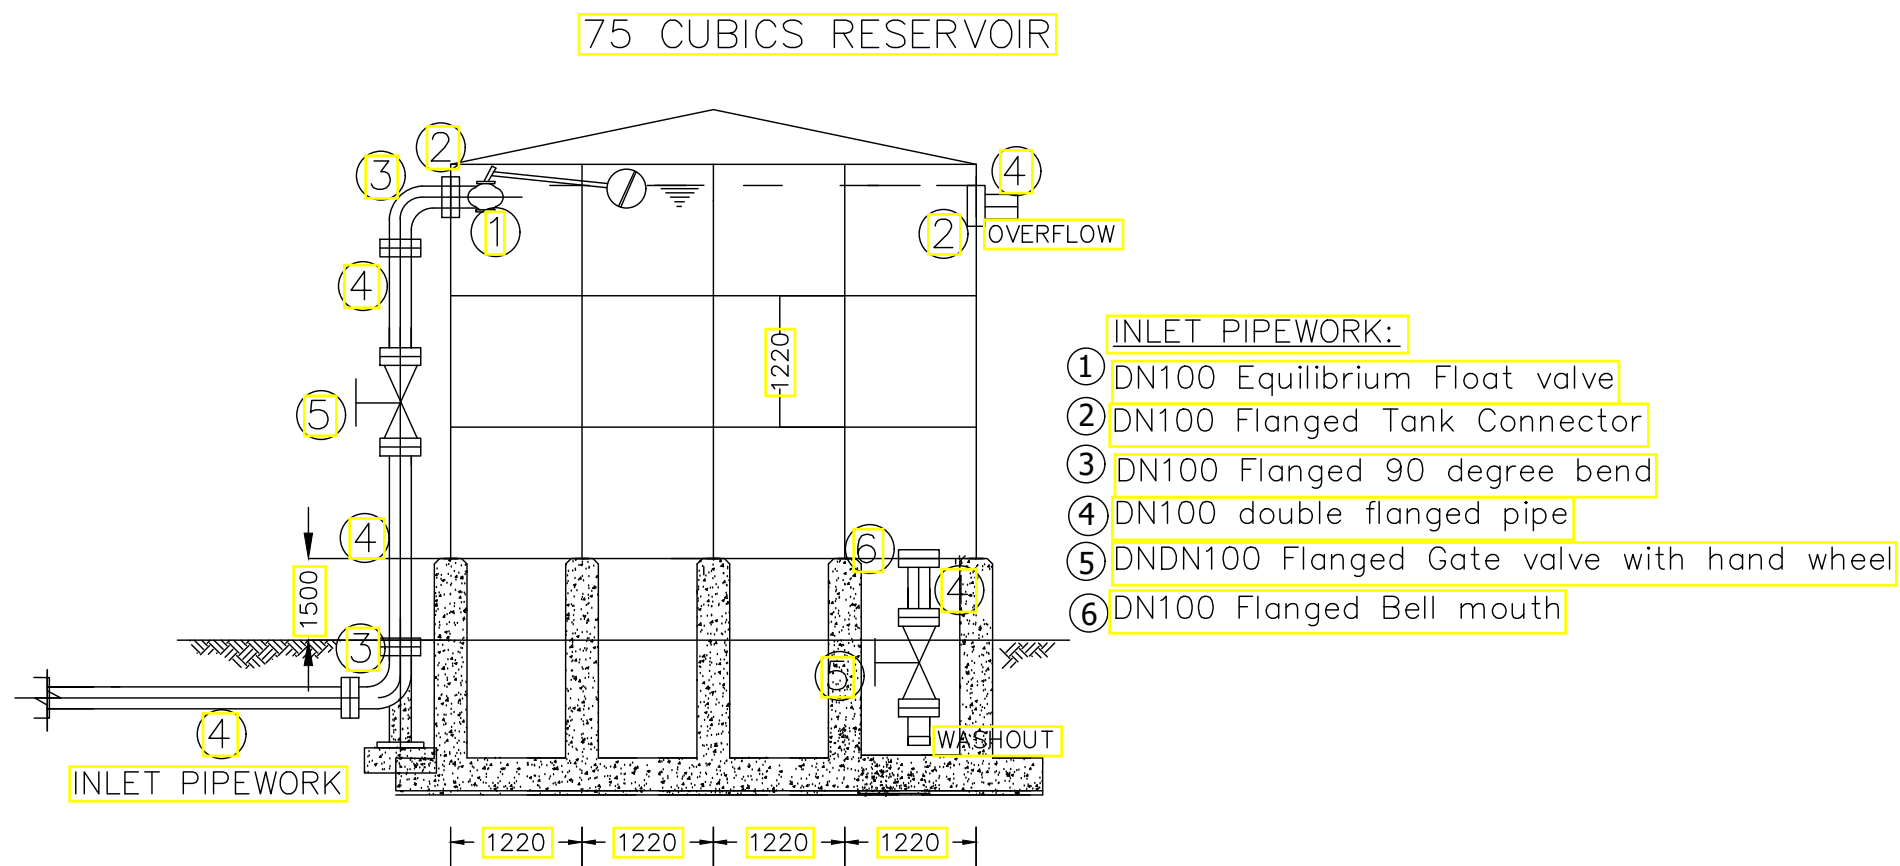 75 CUBICS RESERVOIR
2
3
4
1
2
OVERFLOW
4
1220
5
INLET PIPEWORK:
1 DN100 Equilibrium Float valve
2 DN100 Flanged Tank Connector
3 DN100 Flanged 90 degree bend
4 DN100 double flanged pipe
5 DNDN100 Flanged Gate valve with hand wheel
6 DN100 Flanged Bell mouth
4
6
4
1500
3
5
4
WASHOUT
INLET PIPEWORK
1220 1220 1220 1220